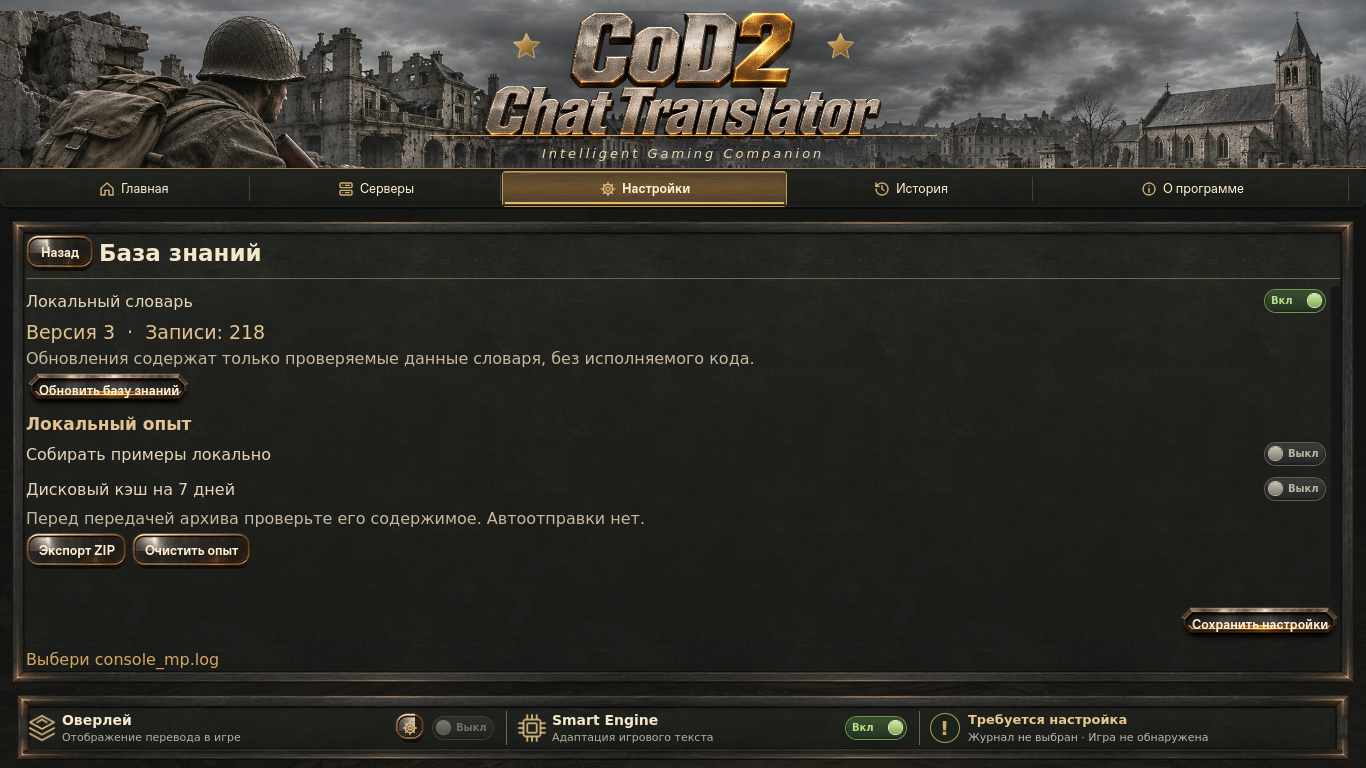 CoD2
Chat Translator
Intelligent Gaming Companion
Главная
Серверы
Настройки
История
О программе
Назад
База знаний
Локальный словарь
Вкл
Версия 3 · Записи: 218
Обновления содержат только проверяемые данные словаря, без исполняемого кода.
Обновить базу знаний
Локальный опыт
Собирать примеры локально
Выкл
Дисковый кэш на 7 дней
Выкл
Перед передачей архива проверьте его содержимое. Автоотправки нет.
Экспорт ZIP
Очистить опыт
Сохранить настройки
Выбери console_mp.log
Оверлей
Отображение перевода в игре
Выкл
Smart Engine
Адаптация игрового текста
Вкл
Требуется настройка
Журнал не выбран · Игра не обнаружена